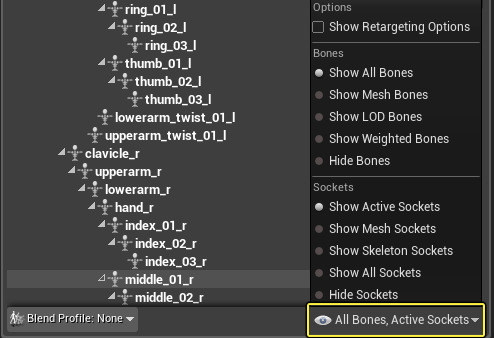 ring_01_l
ring_02_l
ring_03_l
thumb_01_l
thumb_02_l
thumb_03_l
lowerarm_twist_01_l
upperarm_twist_01_l
clavicle_r
upperarm_r
lowerarm_r
hand_r
index_01_r
index_02_r
index_03_r
middle_01_r
middle_02_r
Blend Profile: None
Options
Show Retargeting Options
Bones
Show All Bones
Show Mesh Bones
Show LOD Bones
Show Weighted Bones
Hide Bones
Sockets
Show Active Sockets
Show Mesh Sockets
Show Skeleton Sockets
Show All Sockets
Hide Sockets
All Bones, Active Sockets